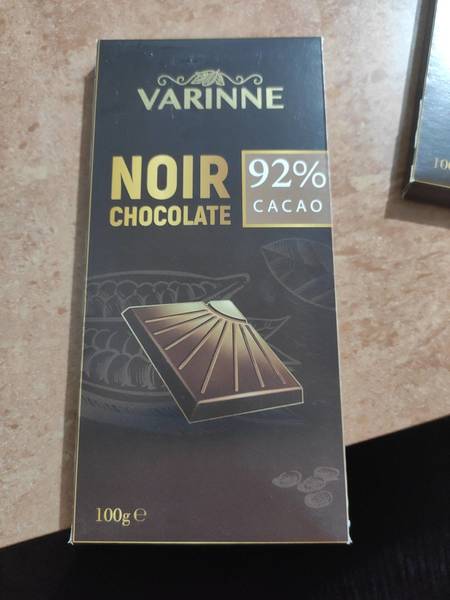 VARINNE
NOIR
CHOCOLATE
92%
CACAO
100g ℮